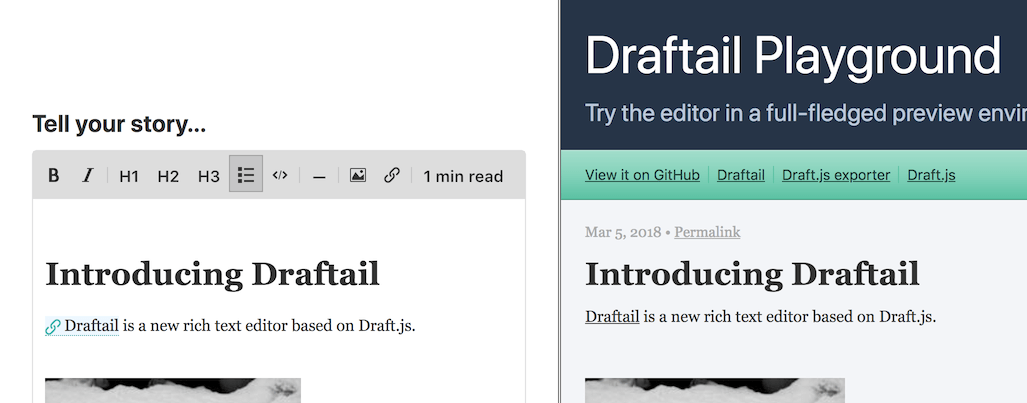 Tell your story...
B I H1 H2 H3 </> — 1 min read
Introducing Draftail
Draftail is a new rich text editor based on Draft.js.
Draftail Playground
Try the editor in a full-fledged preview
View it on GitHub Draftail Draft.js exporter Draft.js
Mar 5, 2018 • Permalink
Introducing Draftail
Draftail is a new rich text editor based on Draft.js.